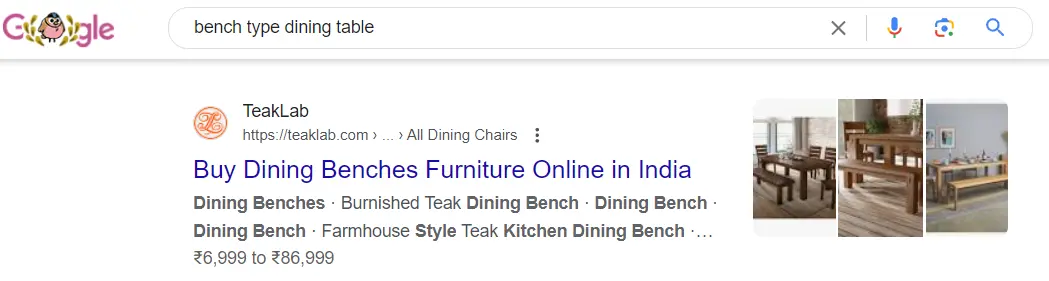 Google
bench type dining table
TeakLab
https://teaklab.com › ... › All Dining Chairs
Buy Dining Benches Furniture Online in India
Dining Benches · Burnished Teak Dining Bench · Dining Bench ·
Dining Bench · Farmhouse Style Teak Kitchen Dining Bench ·...
₹6,999 to ₹86,999